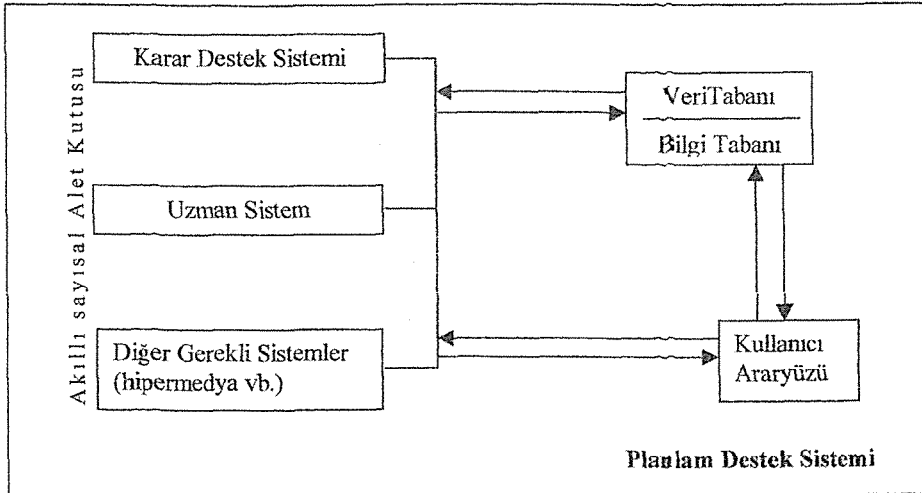 Akıllı sayısal Alet Kutusu
Karar Destek Sistemi
Uzman Sistem
Diğer Gerekli Sistemler
(hipermedya vb.)
VeriTabanı
Bilgi Tabanı
Kullanıcı
Araryüzü
Planlam Destek Sistemi